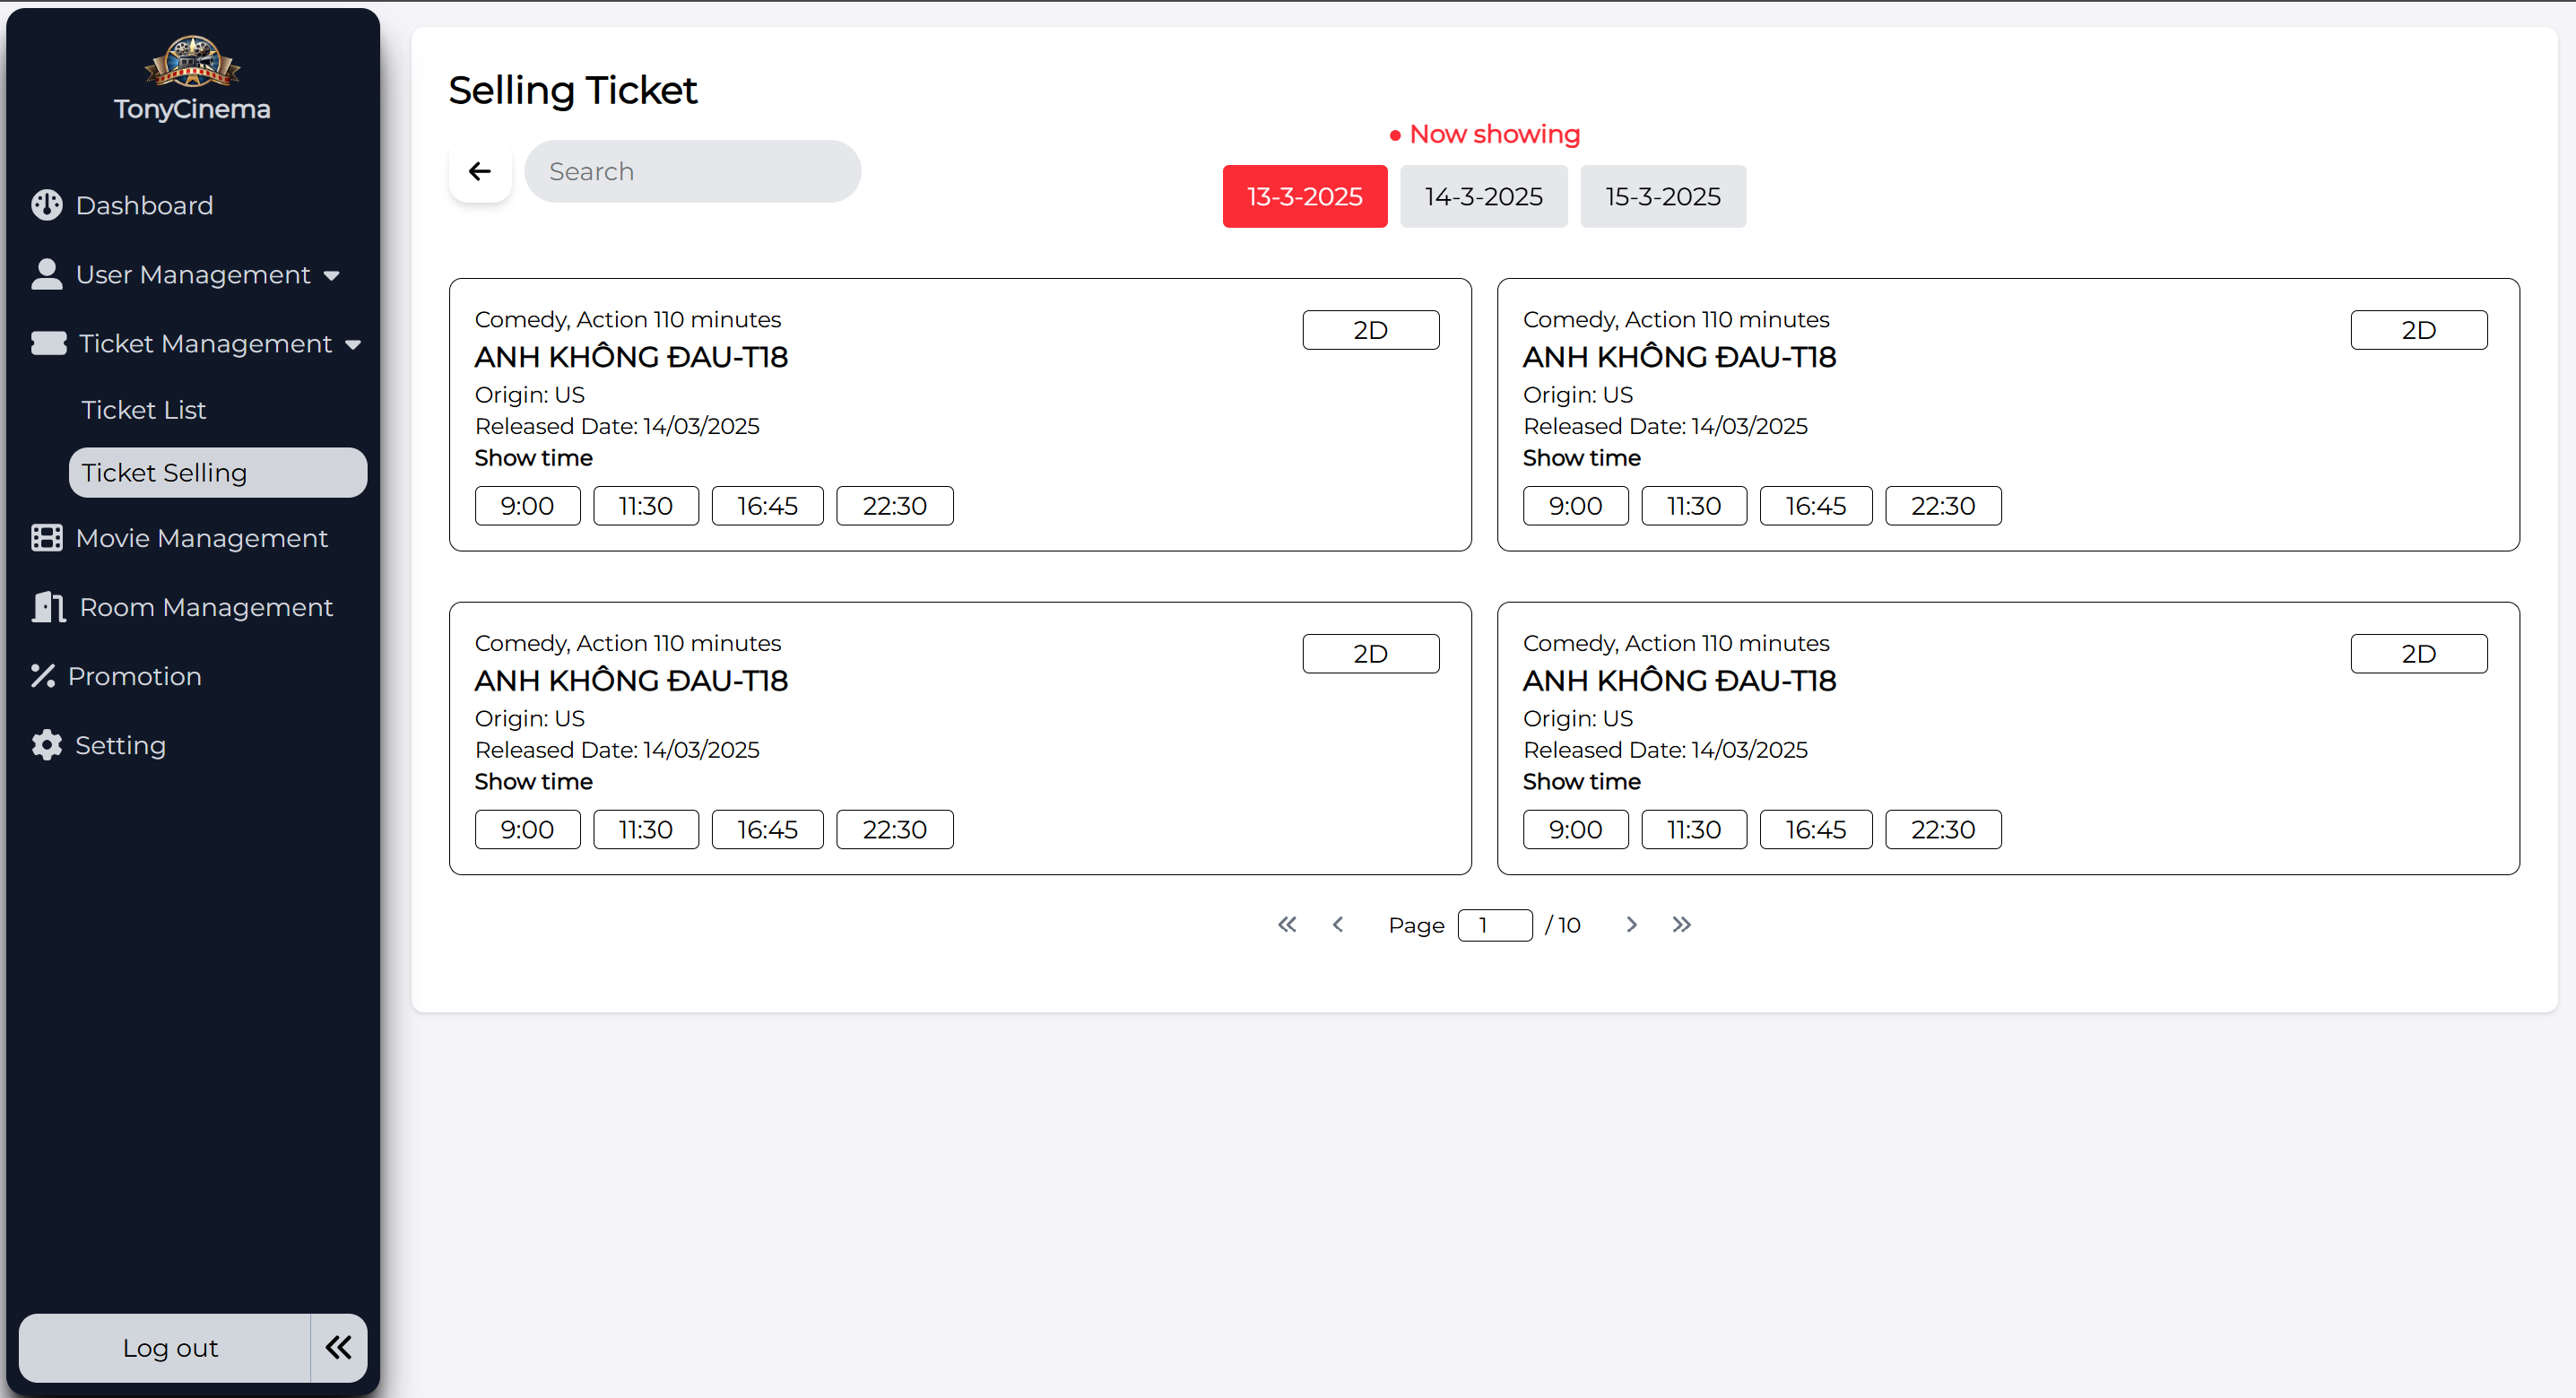 TonyCinema
Dashboard
User Management
Ticket Management
Ticket List
Ticket Selling
Movie Management
Room Management
Promotion
Setting
Log out
Selling Ticket
Search
• Now showing
13-3-2025 14-3-2025 15-3-2025
Comedy, Action 110 minutes
2D
ANH KHÔNG ĐAU-T18
Origin: US
Released Date: 14/03/2025
Show time
9:00 11:30 16:45 22:30
Comedy, Action 110 minutes
2D
ANH KHÔNG ĐAU-T18
Origin: US
Released Date: 14/03/2025
Show time
9:00 11:30 16:45 22:30
Comedy, Action 110 minutes
2D
ANH KHÔNG ĐAU-T18
Origin: US
Released Date: 14/03/2025
Show time
9:00 11:30 16:45 22:30
Comedy, Action 110 minutes
2D
ANH KHÔNG ĐAU-T18
Origin: US
Released Date: 14/03/2025
Show time
9:00 11:30 16:45 22:30
Page 1 / 10